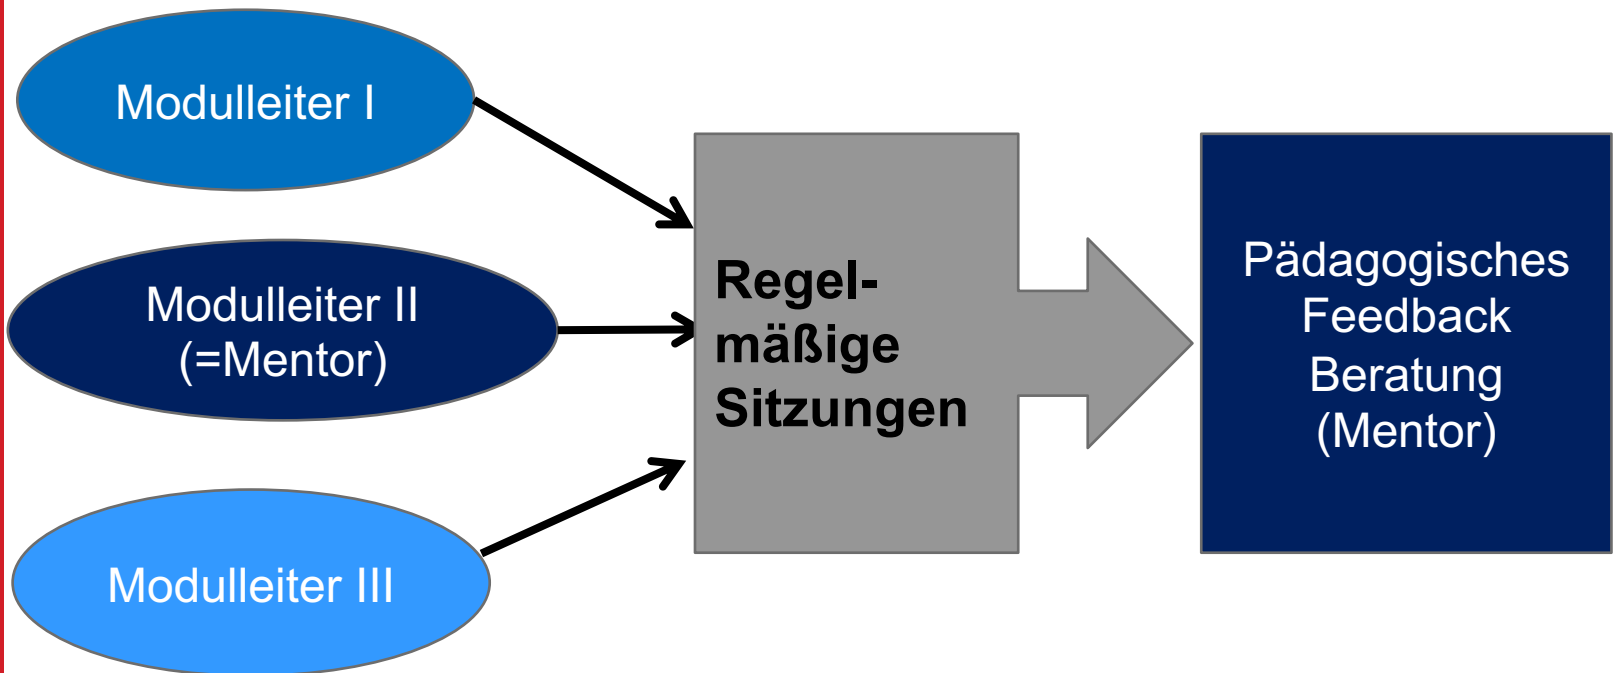 Modulleiter I
Modulleiter II
(=Mentor)
Modulleiter III
Regel-
mäßige
Sitzungen
Pädagogisches
Feedback
Beratung
(Mentor)